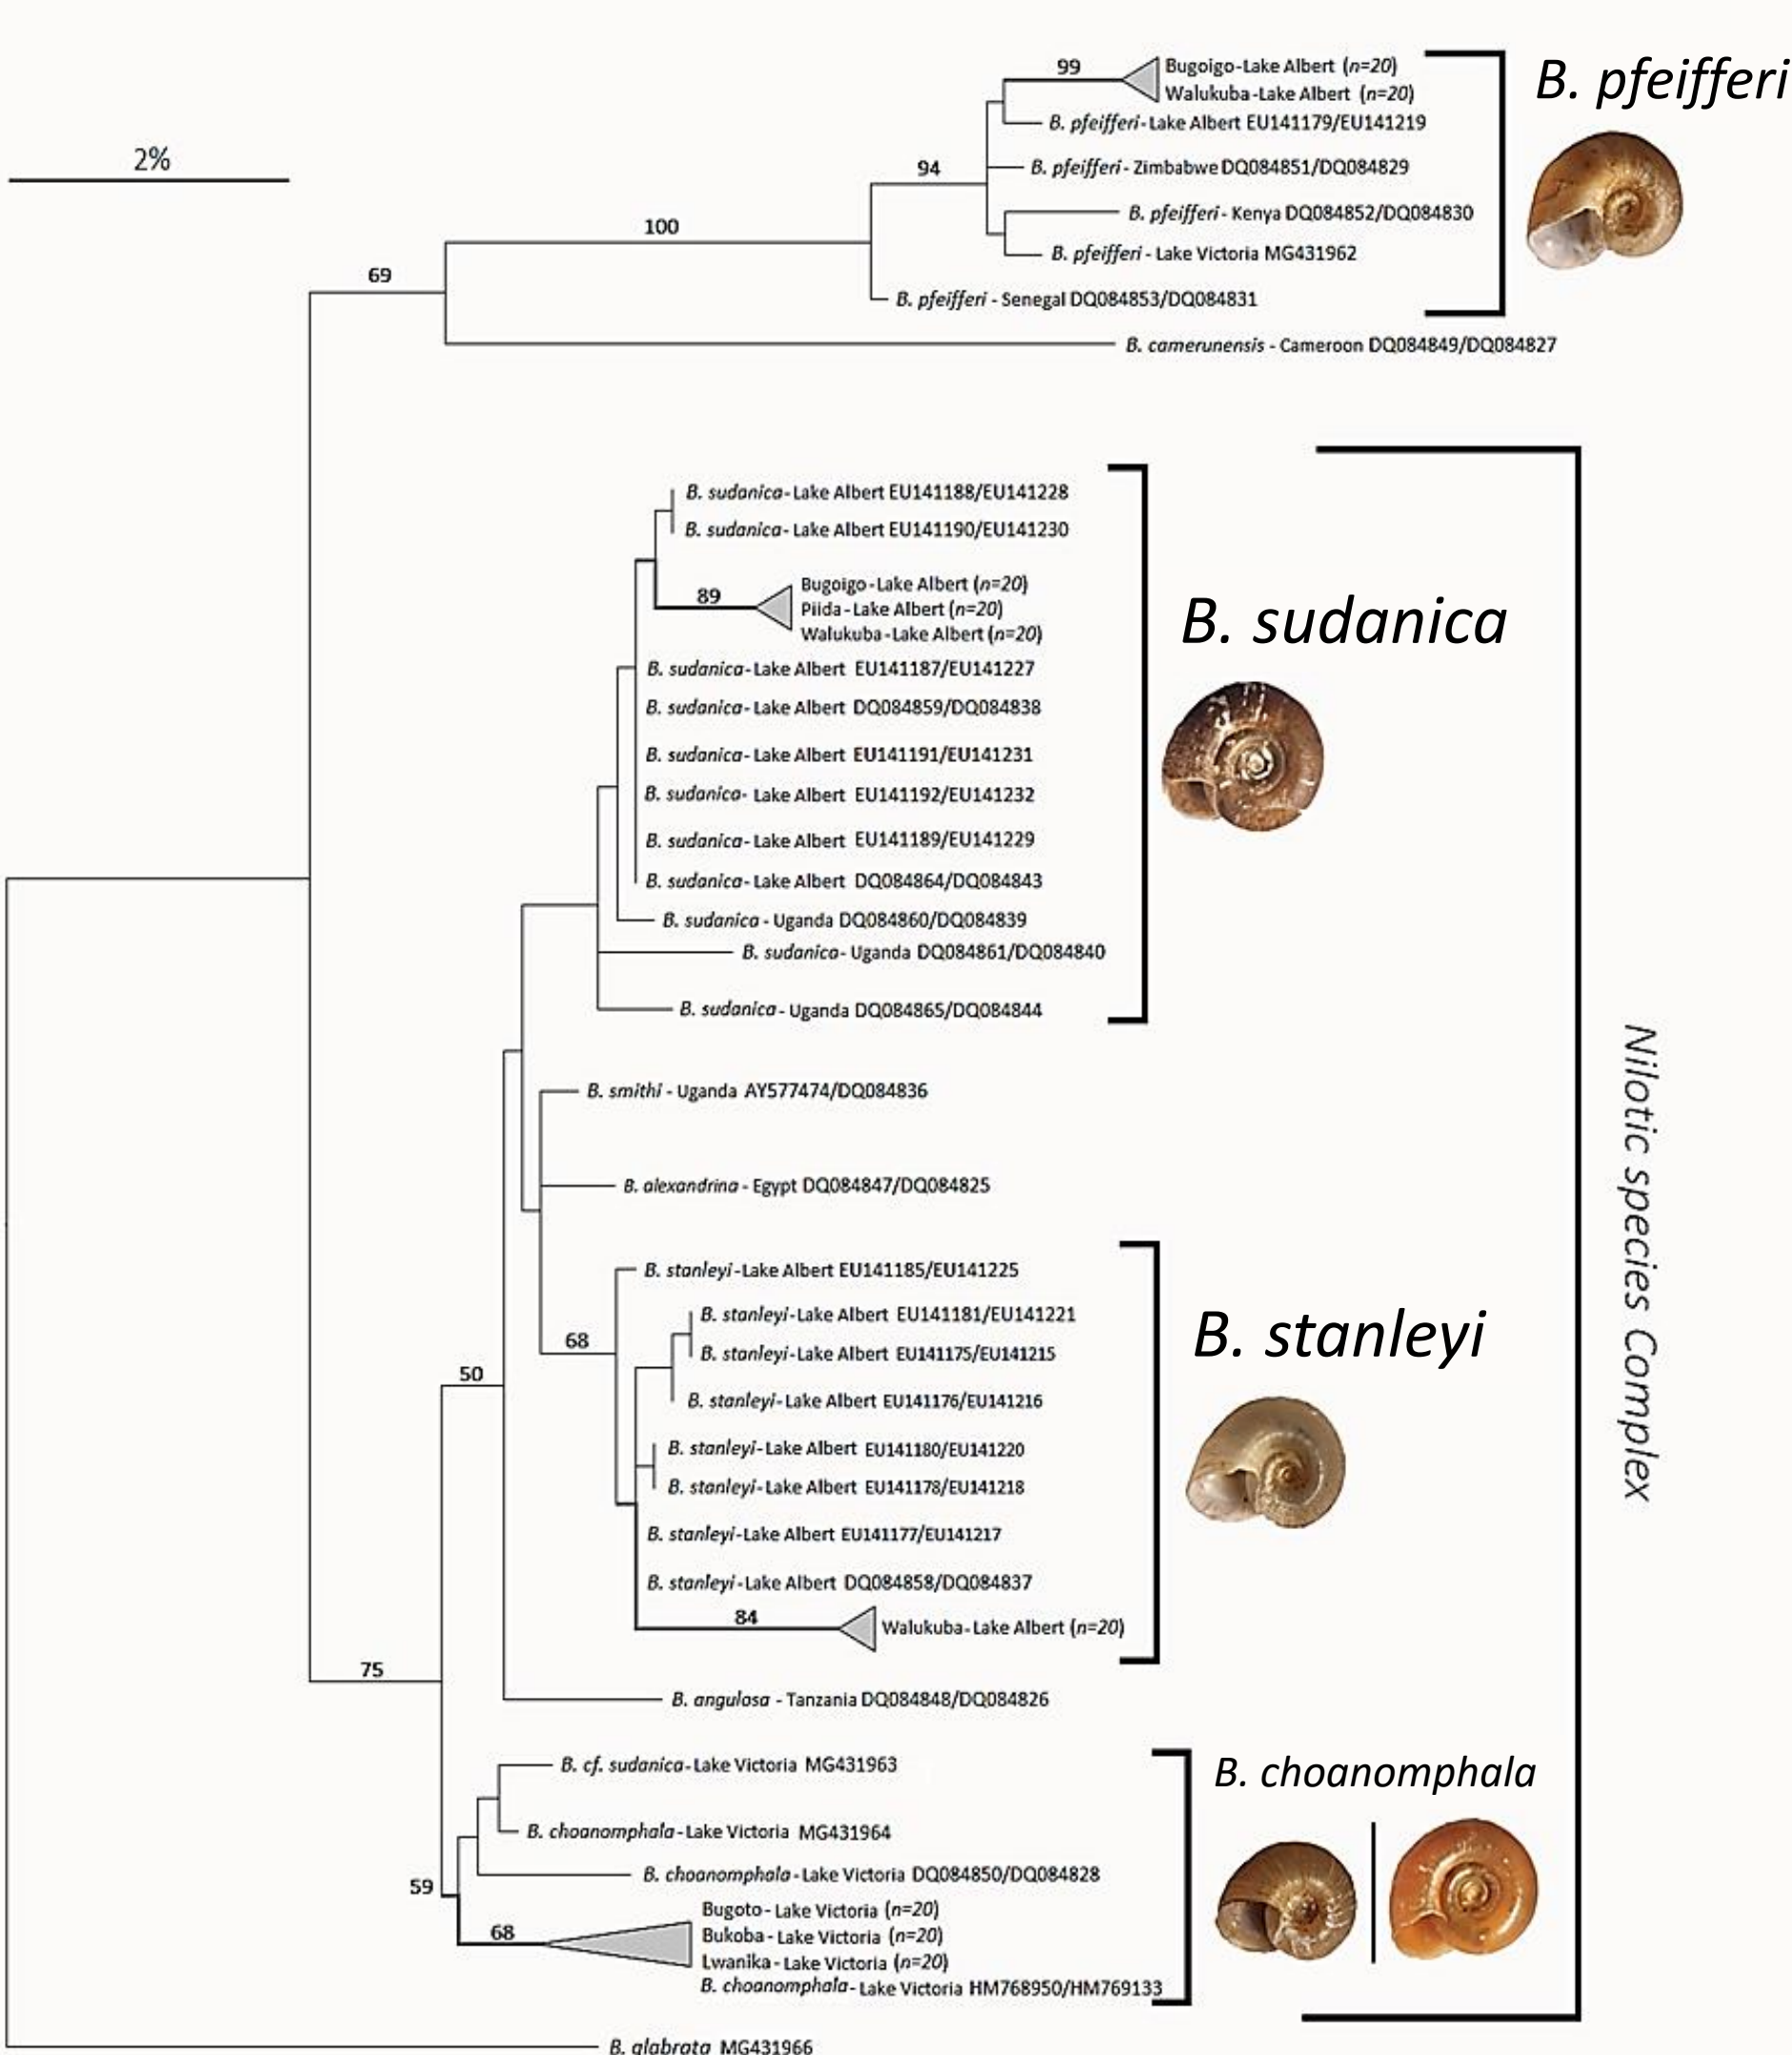 99
Bugoigo-Lake Albert (n=20)
Walukuba-Lake Albert (n=20)
B. pfeifferi
B. pfeifferi-Lake Albert EU141179/EU141219
2%
94
B. pfeifferi- Zimbabwe DQ084851/DQ084829
B. pfeifferi- Kenya DQ084852/DQ084830
100
B. pfeifferi - Lake Victoria MG431962
69
B. pfeifferi - Senegal DQ084853/DQ084831
B. camerunensis - Cameroon DQ084849/DQ084827
B. sudanica-Lake Albert EU141188/EU141228
B. sudanica- Lake Albert EU141190/EU141230
89
Bugoigo-Lake Albert (n=20)
Piida-Lake Albert (n=20)
Walukuba-Lake Albert (n=20)
B. sudanica
B. sudanica-Lake Albert EU141187/EU141227
B. sudanica-Lake Albert DQ084859/DQ084838
B. sudanica-Lake Albert EU141191/EU141231
B. sudanica- Lake Albert EU141192/EU141232
B. sudanica-Lake Albert EU141189/EU141229
B. sudanica-Lake Albert DQ084864/DQ084843
B. sudanica - Uganda DQ084860/DQ084839
B. sudanica- Uganda DQ084861/DQ084840
B. sudanica - Uganda DQ084865/DQ084844
Nilotic species Complex
B. smithi - Uganda AY577474/DQ084836
B. alexandrina - Egypt DQ084847/DQ084825
B. stanleyi-Lake Albert EU141185/EU141225
B. stanleyi-Lake Albert EU141181/EU141221
68
B. stanleyi
B. stanleyi-Lake Albert EU141175/EU141215
50
B. stanleyi-Lake Albert EU141176/EU141216
B. stanleyi-Lake Albert EU141180/EU141220
B. stanleyi-Lake Albert EU141178/EU141218
B. stanleyi-Lake Albert EU141177/EU141217
B. stanleyi-Lake Albert DQ084858/DQ084837
84
Walukuba-Lake Albert (n=20)
75
B. angulosa - Tanzania DQ084848/DQ084826
B. cf. sudanica-Lake Victoria MG431963
B. choanomphala
B. choanomphala-Lake Victoria MG431964
B. choanomphala-Lake Victoria DQ084850/DQ084828
59
68
Bugoto-Lake Victoria (n=20)
Bukoba-Lake Victoria (n=20)
Lwanika-Lake Victoria (n=20)
B. choanomphala-Lake Victoria HM768950/HM769133
B. glabrata MG431966